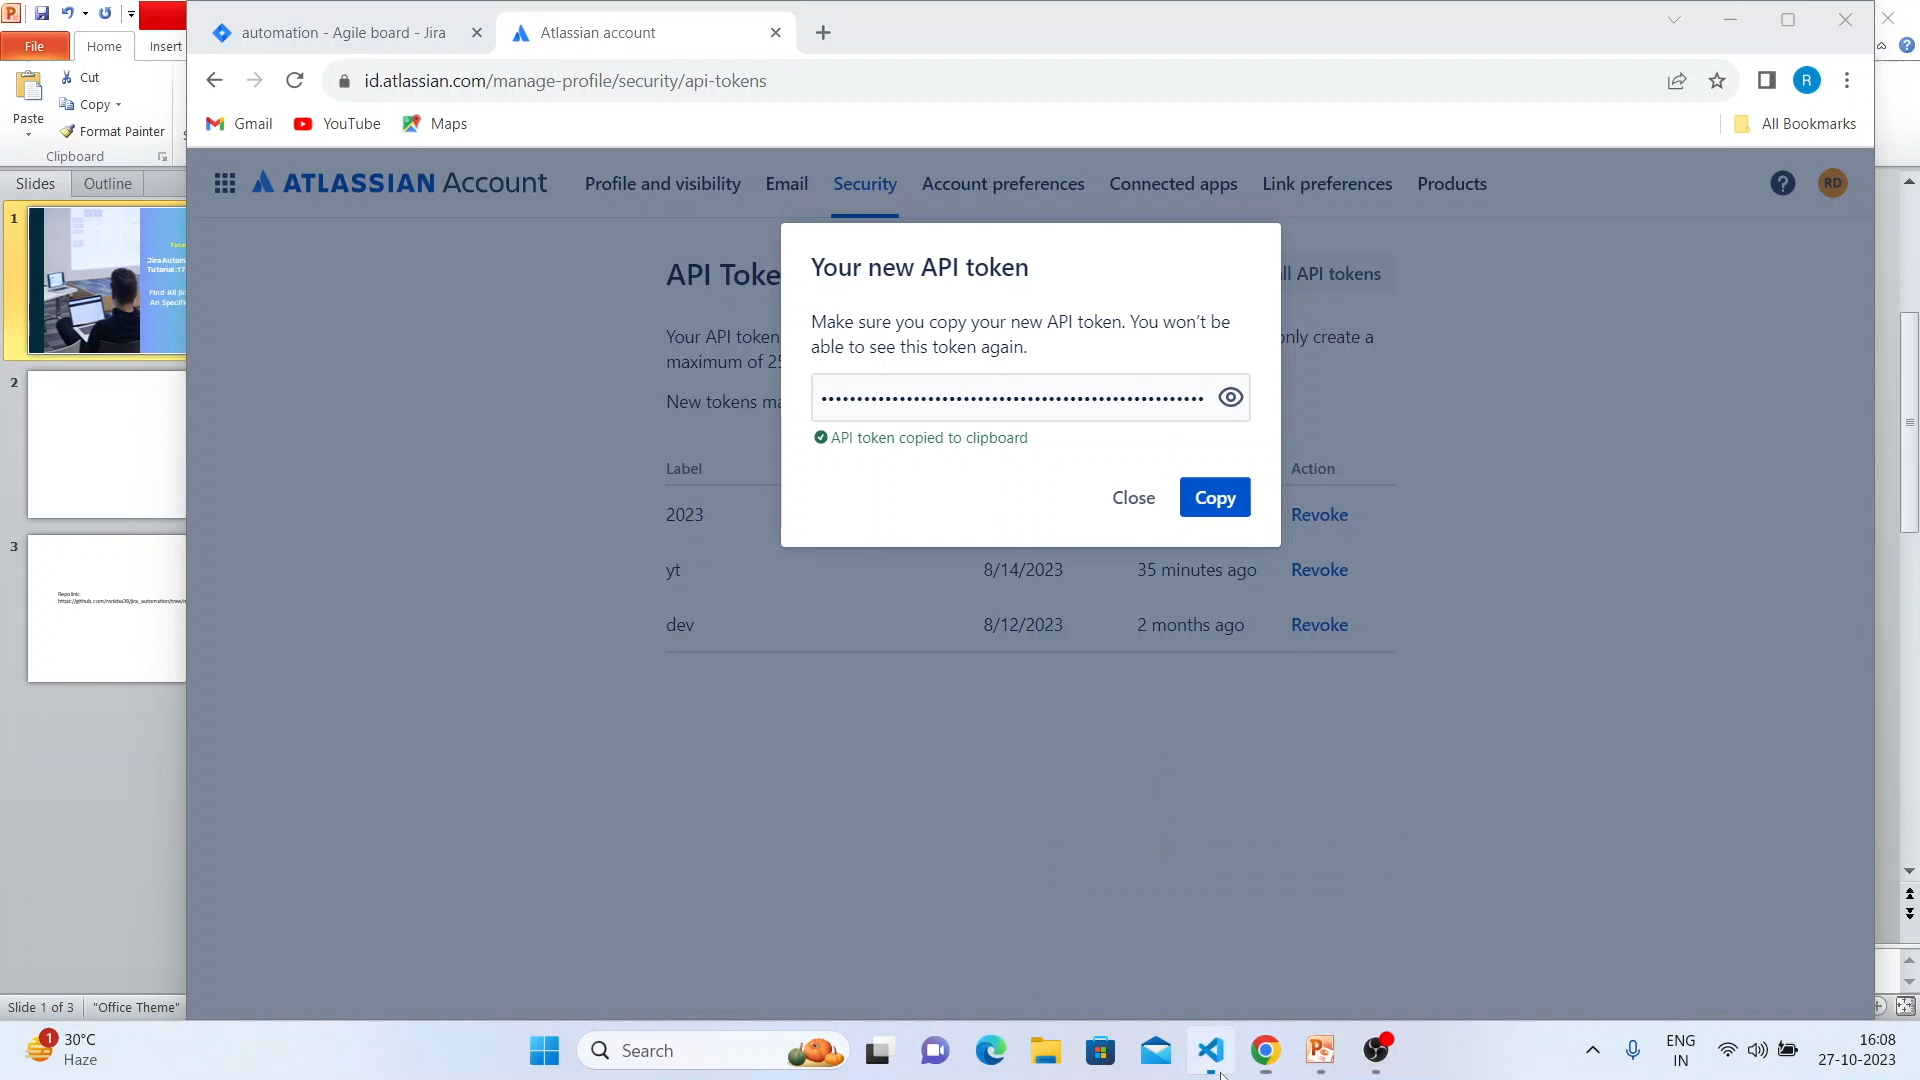 File
Home
Insert
Cut
Copy
Format Painter
Paste
Clipboard
Slides
Outline
1
2
3
Repo link:
Slide 1 of 3
"Office Theme"
automation - Agile board - Jira
Atlassian account
id.atlassian.com/manage-profile/security/api-tokens
R
Gmail
YouTube
Maps
All Bookmarks
ATLASSIAN Account
Profile and visibility
Email
Security
Account preferences
Connected apps
Link preferences
Products
RD
API Toke
ll API tokens
Your API token
only create a
maximum of 25
New tokens ma
Your new API token
Make sure you copy your new API token. You won't be
able to see this token again.
API token copied to clipboard
Close
Copy
Label
Action
2023
Revoke
yt
8/14/2023
35 minutes ago
Revoke
dev
8/12/2023
2 months ago
Revoke
1
30°C
Haze
Search
ENG
IN
16:08
27-10-2023